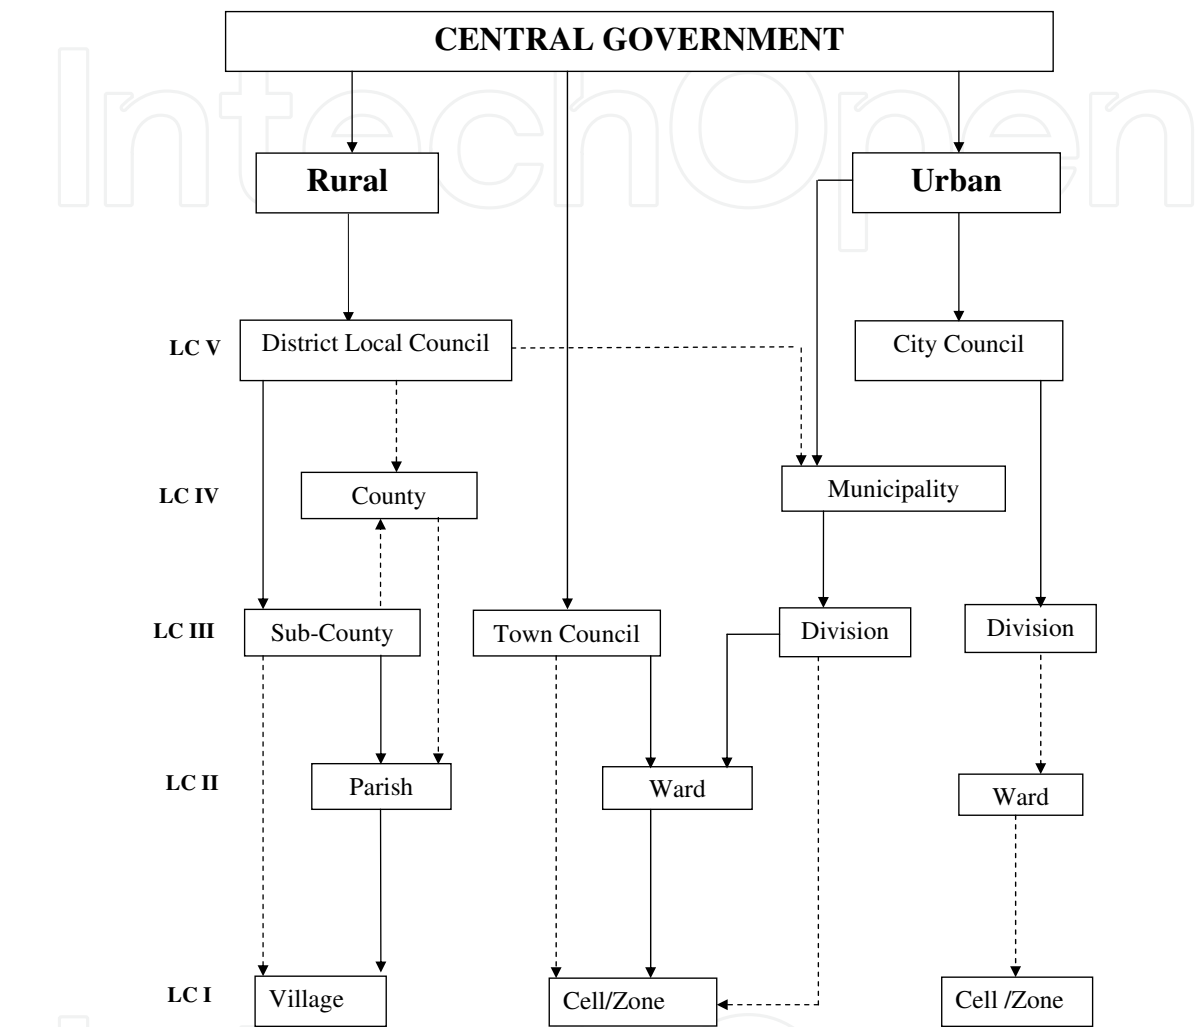 CENTRAL GOVERNMENT
IntechOpen
Rural
Urban
LC V
District Local Council
City Council
LC IV
County
Municipality
LC III
Sub-County
Town Council
Division
Division
LC II
Parish
Ward
Ward
LC I
Village
Cell/Zone
Cell /Zone